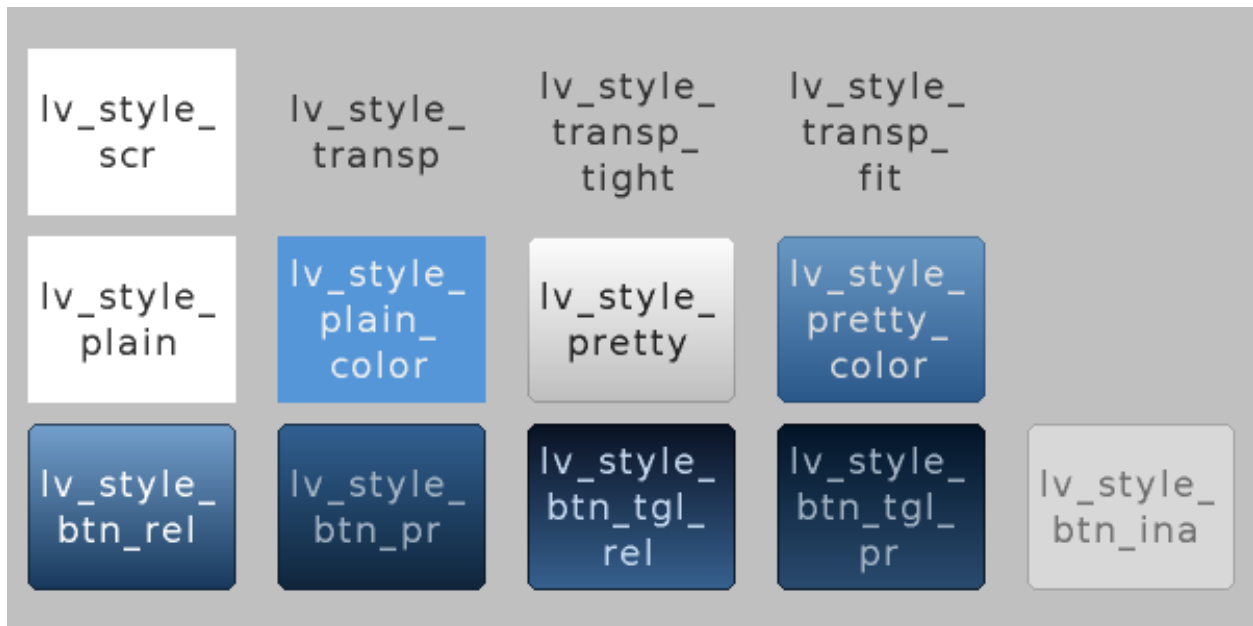 lv_style_
scr
lv_style_
transp
lv_style_
transp_
tight
lv_style_
transp_
fit
lv_style_
plain
lv_style_
plain_
color
lv_style_
pretty
lv_style_
pretty_
color
lv_style_
btn_rel
lv_style_
btn_pr
lv_style_
btn_tgl_
rel
lv_style_
btn_tgl_
pr
lv_style_
btn_ina